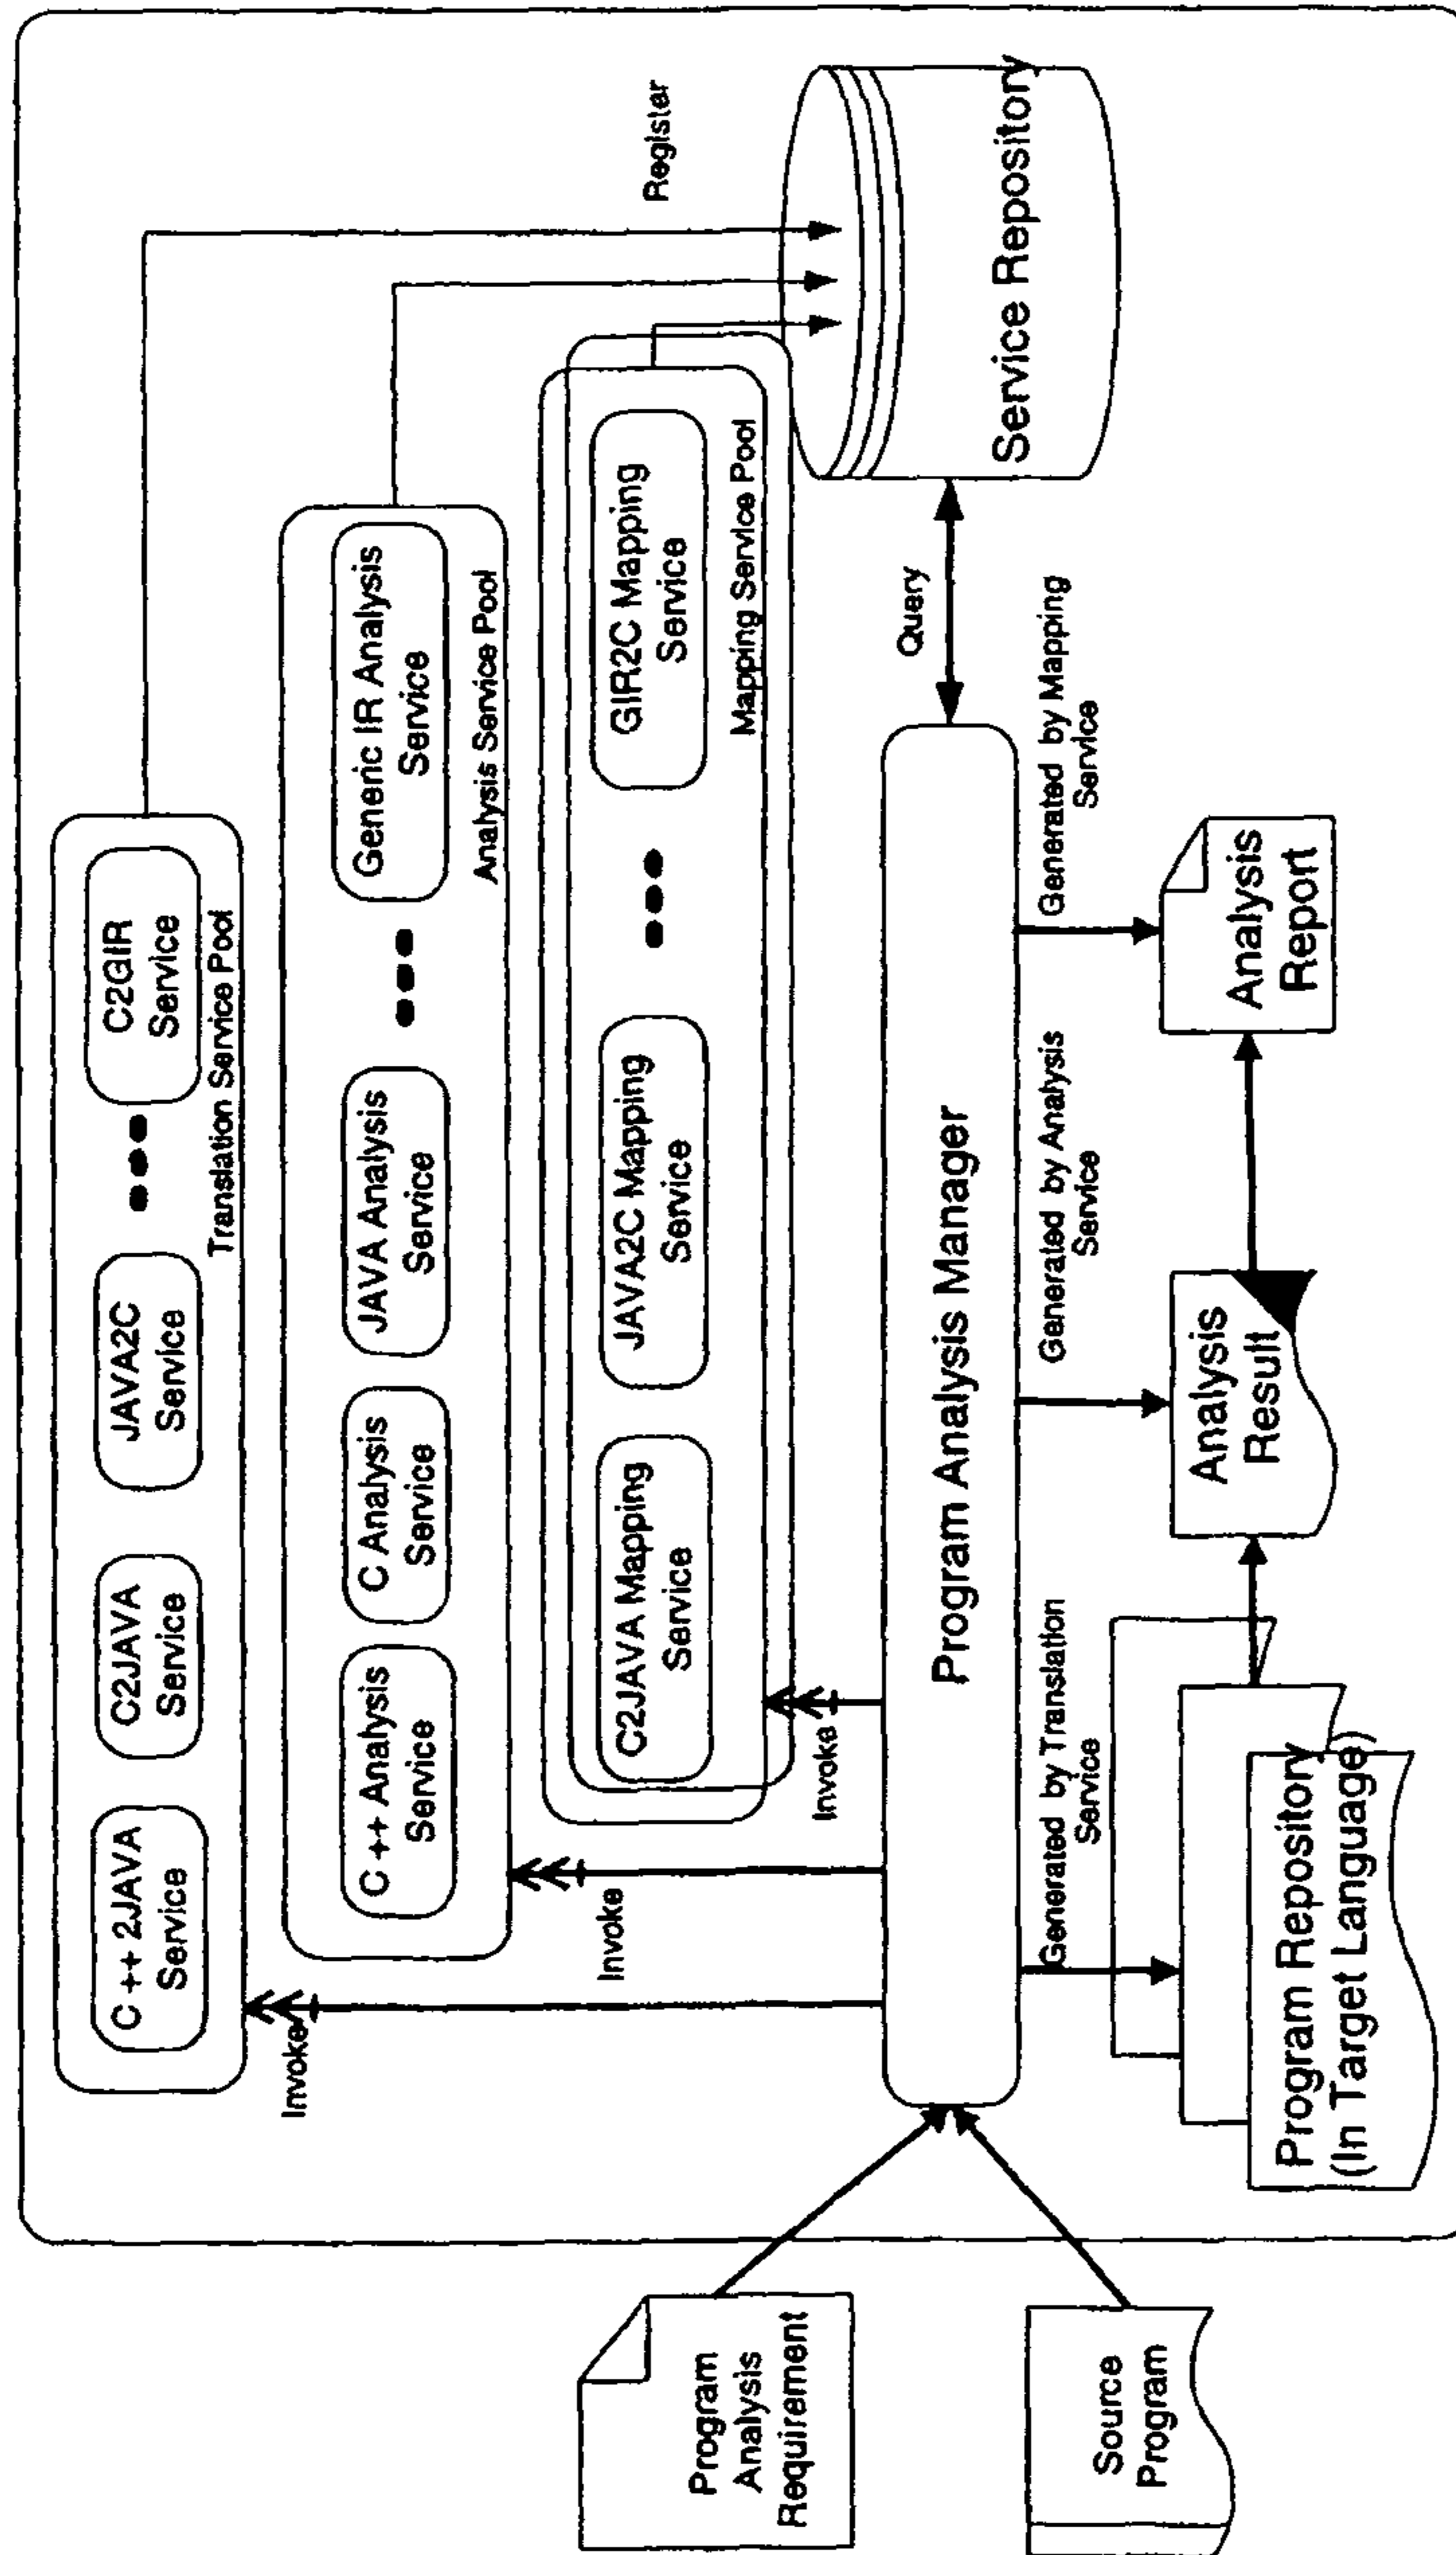 C ++ 2JAVA
Service
C2JAVA
Service
JAVA2C
Service
C2GIR
Service
Translation Service Pool
Register
Invoke
C ++ Analysis
Service
C Analysis
Service
JAVA Analysis
Service
Generic IR Analysis
Service
Analysis Service Pool
Invoke
C2JAVA Mapping
Service
JAVA2C Mapping
Service
GIR2C Mapping
Service
Mapping Service Pool
Invoke
Program
Analysis
Requirement
Source
Program
Program Analysis Manager
Query
Service Repository
Generated by Translation
Service
Generated by Analysis
Service
Generated by Mapping
Service
Program Repository
(In Target Language)
Analysis
Result
Analysis
Report